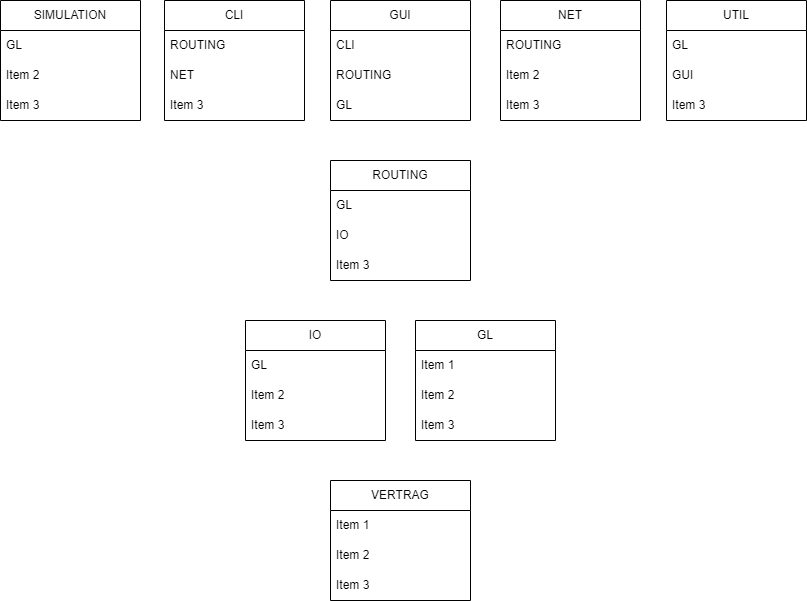 SIMULATION
GL
Item 2
Item 3
CLI
ROUTING
NET
Item 3
GUI
CLI
ROUTING
GL
NET
ROUTING
Item 2
Item 3
UTIL
GL
GUI
Item 3
ROUTING
GL
IO
Item 3
IO
GL
Item 2
Item 3
GL
Item 1
Item 2
Item 3
VERTRAG
Item 1
Item 2
Item 3